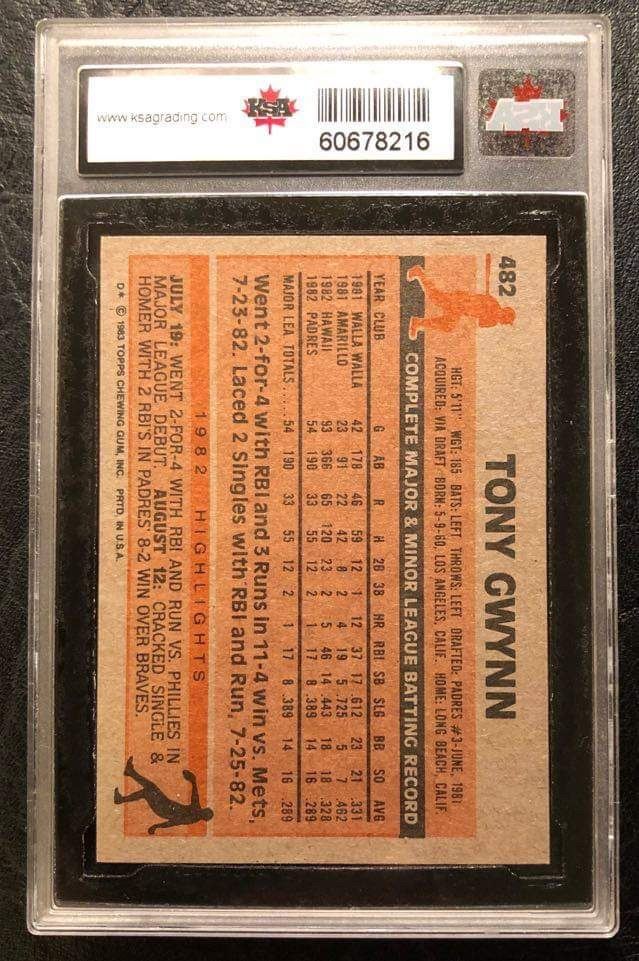 www.ksagrading.com
KSA
60678216
KSA
482
TONY GWYNN
HGT: 5'11" WGT: 185 BATS: LEFT THROWS: LEFT DRAFTED: PADRES #3-JUNE, 1981
ACQUIRED: VIA DRAFT BORN: 5-9-60, LOS ANGELES, CALIF. HOME: LONG BEACH, CALIF.
COMPLETE MAJOR & MINOR LEAGUE BATTING RECORD
YEAR CLUB G AB R H 2B 3B HR RBI SB SLG BB SO AVG
1981 WALLA WALLA 42 178 46 59 12 1 12 37 17 .612 23 21 .331
1981 AMARILLO 23 91 22 42 8 2 4 19 5 .725 5 7 .462
1982 HAWAII 93 366 65 120 23 2 5 46 14 .443 18 18 .328
1982 PADRES 54 190 33 55 12 2 1 17 8 .389 14 16 .289
MAJOR LEA. TOTALS..... 54 190 33 55 12 2 1 17 8 .389 14 16 .289
Went 2-for-4 with RBI and 3 Runs in 11-4 win vs. Mets,
7-23-82. Laced 2 Singles with RBI and Run, 7-25-82.
1982 HIGHLIGHTS
JULY 19: WENT 2-FOR-4 WITH RBI AND RUN VS. PHILLIES IN
MAJOR LEAGUE DEBUT. AUGUST 12: CRACKED SINGLE &
HOMER WITH 2 RBI'S IN PADRES' 8-2 WIN OVER BRAVES.
D* © 1983 TOPPS CHEWING GUM, INC. PRTD. IN U.S.A.